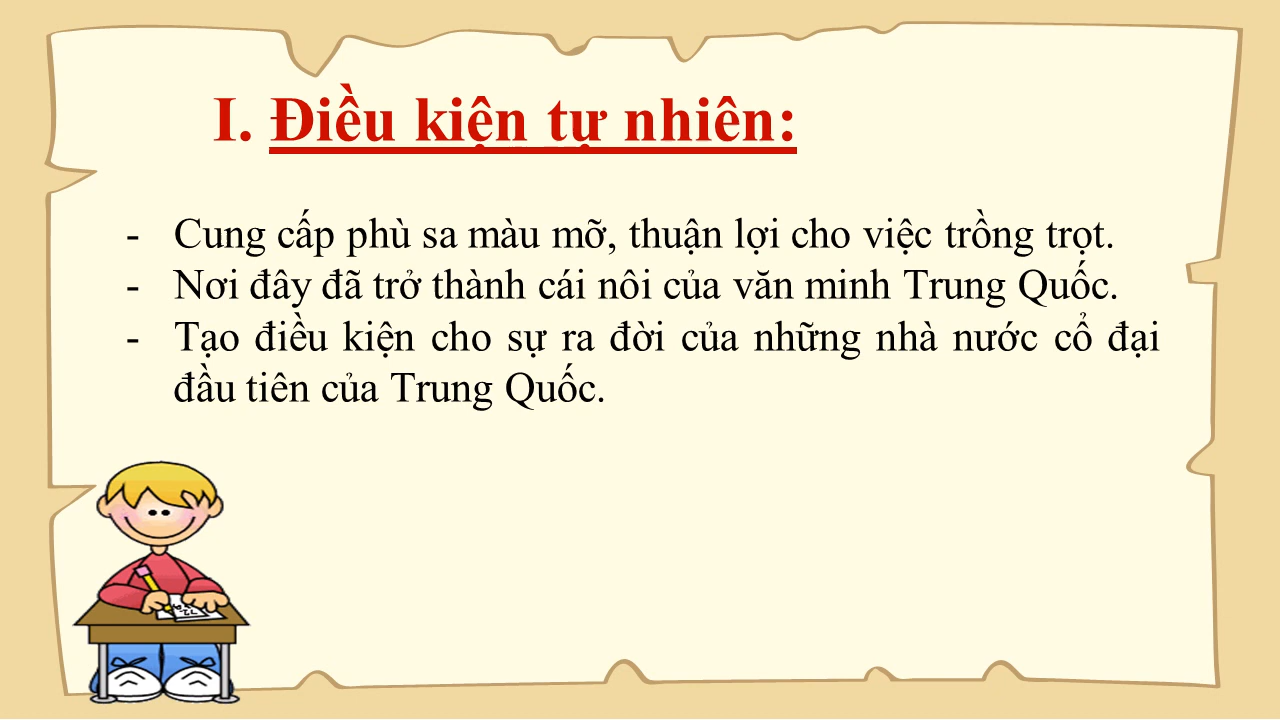 I. Điều kiện tự nhiên:
- Cung cấp phù sa màu mỡ, thuận lợi cho việc trồng trọt.
- Nơi đây đã trở thành cái nôi của văn minh Trung Quốc.
- Tạo điều kiện cho sự ra đời của những nhà nước cổ đại
đầu tiên của Trung Quốc.